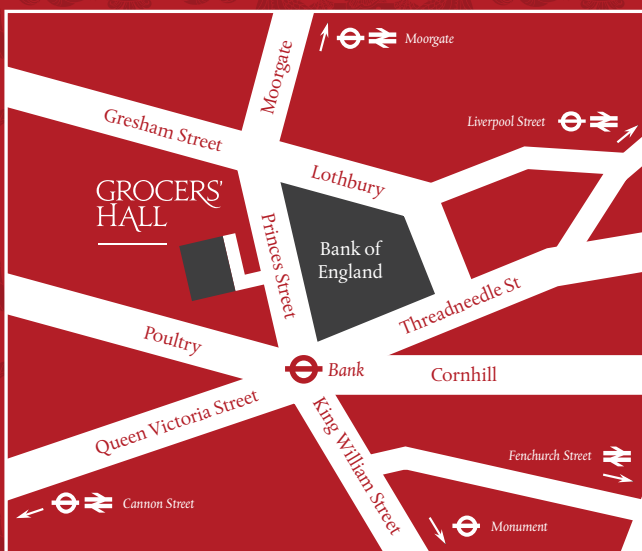 Moorgate
Moorgate
Liverpool Street
Gresham Street
Lothbury
GROCERS'
HALL
Princes Street
Bank of
England
Threadneedle St
Poultry
Bank
Cornhill
Queen Victoria Street
King William Street
Fenchurch Street
Cannon Street
Monument